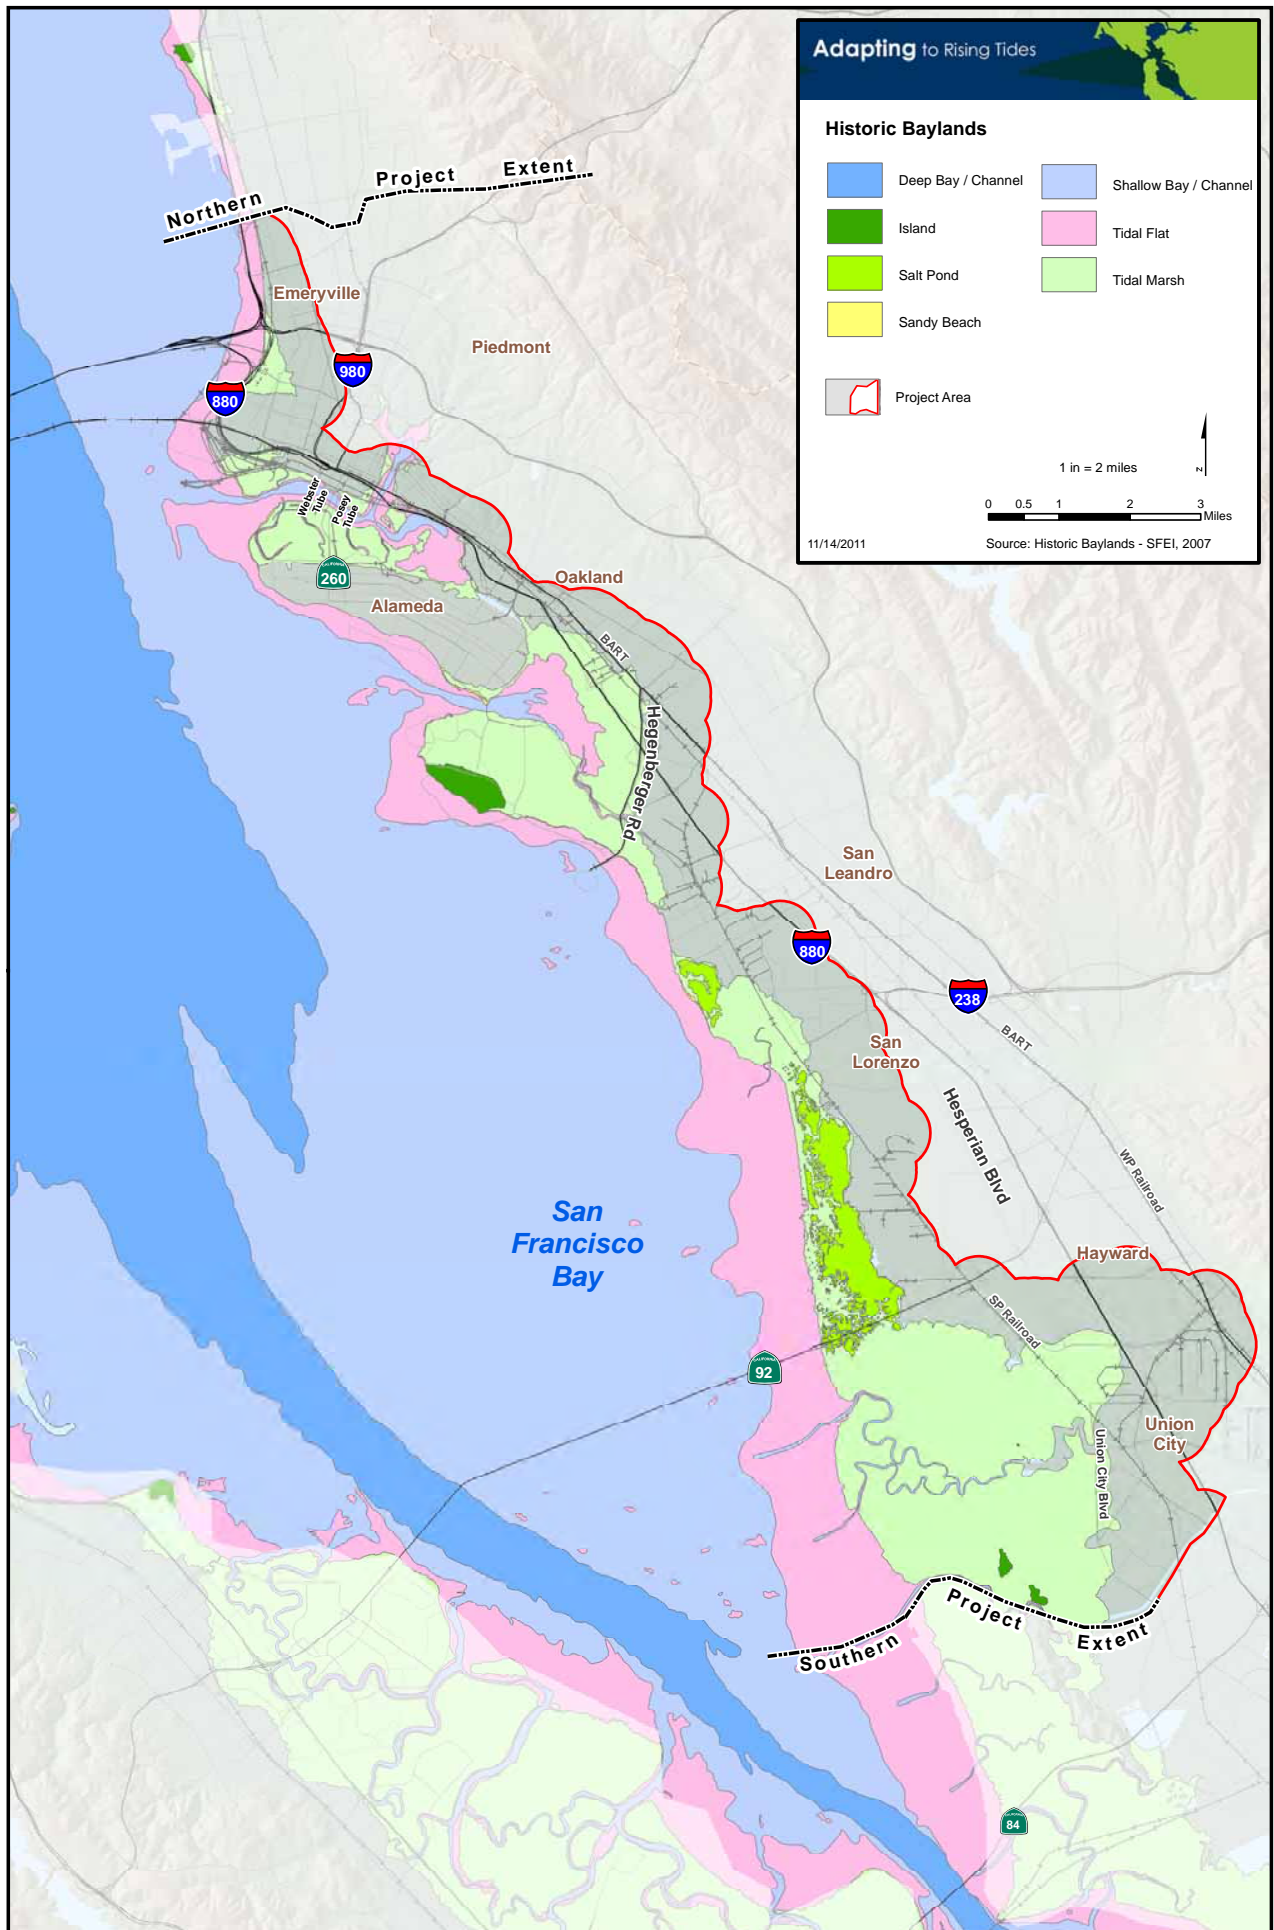 Adapting to Rising Tides
Historic Baylands
Deep Bay / Channel
Shallow Bay / Channel
Island
Tidal Flat
Salt Pond
Tidal Marsh
Sandy Beach
Project Area
1 in = 2 miles
N
0 0.5 1 2 3
Miles
11/14/2011
Source: Historic Baylands - SFEI, 2007
Northern Project Extent
Emeryville
Piedmont
980
880
Webster
Tube
Posey
Tube
CALIFORNIA
260
Oakland
Alameda
BART
Hegenberger Rd
San
Leandro
880
238
San
Lorenzo
BART
Hesperian Blvd
WP Railroad
San
Francisco
Bay
Hayward
SP Railroad
CALIFORNIA
92
Union
City
Union City Blvd
Southern Project Extent
CALIFORNIA
84